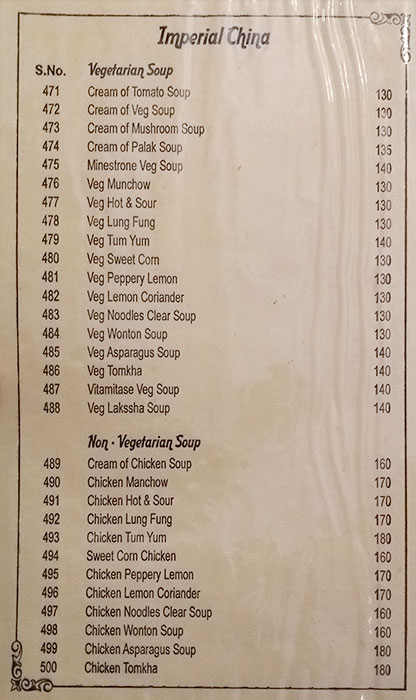 Imperial China
S.No. Vegetarian Soup
471 Cream of Tomato Soup 130
472 Cream of Veg Soup 130
473 Cream of Mushroom Soup 130
474 Cream of Palak Soup 135
475 Minestrone Veg Soup 140
476 Veg Munchow 130
477 Veg Hot & Sour 130
478 Veg Lung Fung 130
479 Veg Tum Yum 140
480 Veg Sweet Corn 130
481 Veg Peppery Lemon 130
482 Veg Lemon Coriander 130
483 Veg Noodles Clear Soup 130
484 Veg Wonton Soup 130
485 Veg Asparagus Soup 140
486 Veg Tomkha 140
487 Vitamitase Veg Soup 140
488 Veg Lakssha Soup 140
Non - Vegetarian Soup
489 Cream of Chicken Soup 160
490 Chicken Manchow 170
491 Chicken Hot & Sour 170
492 Chicken Lung Fung 170
493 Chicken Tum Yum 180
494 Sweet Corn Chicken 160
495 Chicken Peppery Lemon 170
496 Chicken Lemon Coriander 170
497 Chicken Noodles Clear Soup 160
498 Chicken Wonton Soup 160
499 Chicken Asparagus Soup 180
500 Chicken Tomkha 180